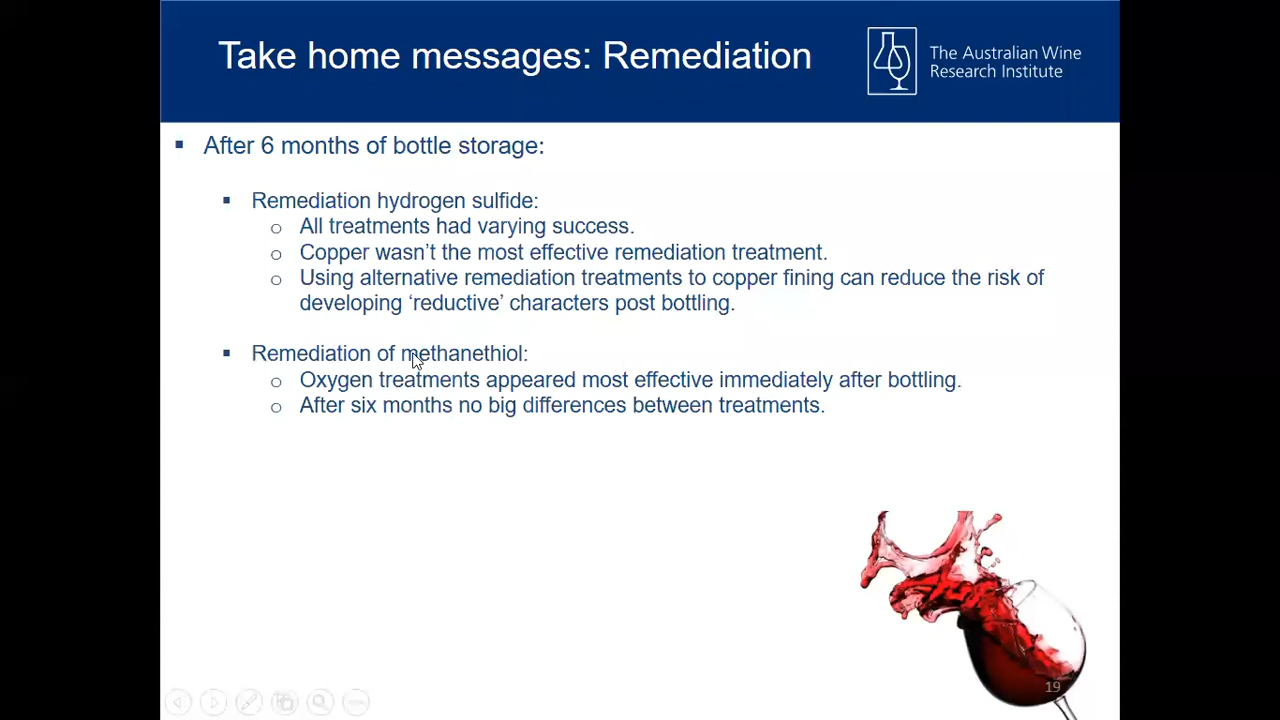 Take home messages: Remediation
The Australian Wine
Research Institute
▪ After 6 months of bottle storage:
▪ Remediation hydrogen sulfide:
o All treatments had varying success.
o Copper wasn’t the most effective remediation treatment.
o Using alternative remediation treatments to copper fining can reduce the risk of
developing ‘reductive’ characters post bottling.
▪ Remediation of methanethiol:
o Oxygen treatments appeared most effective immediately after bottling.
o After six months no big differences between treatments.
19